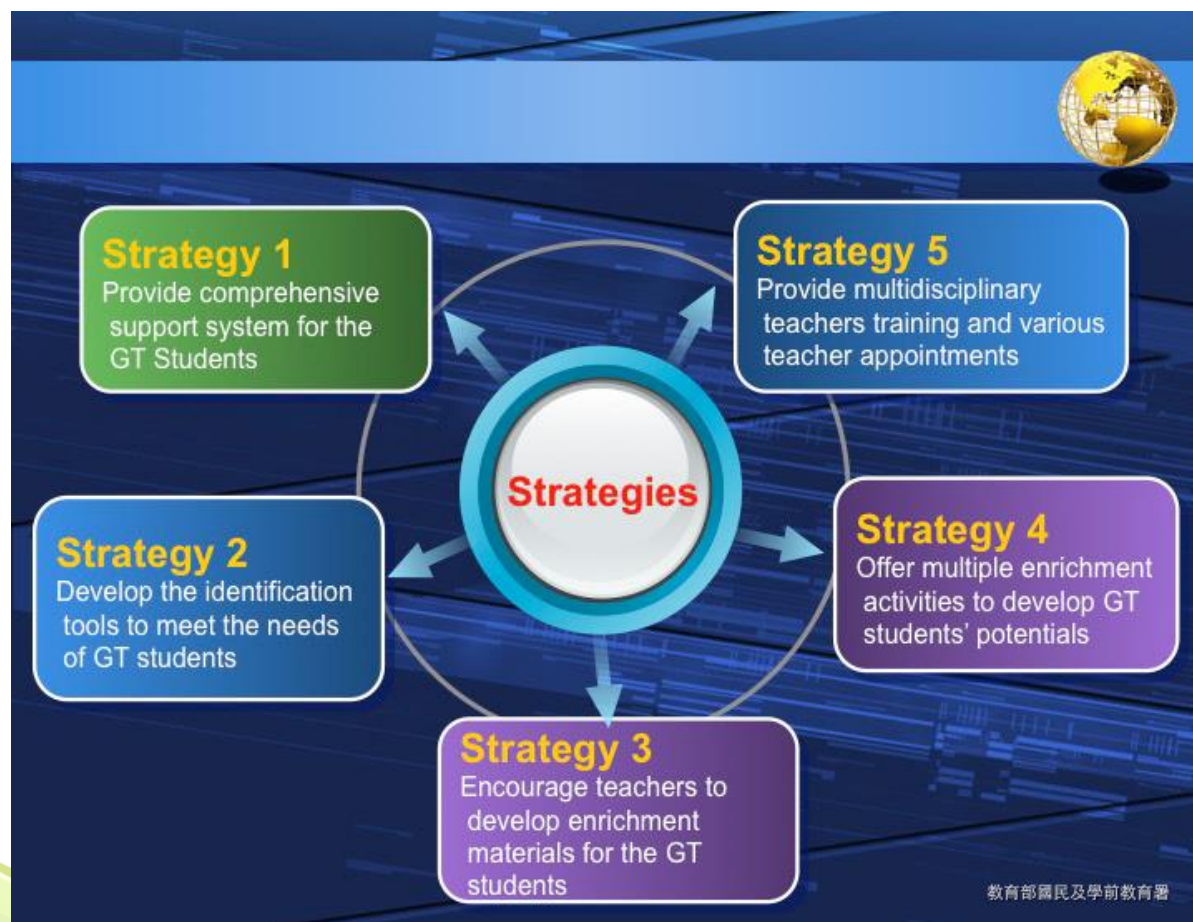 Strategy 1
Provide comprehensive
support system for the
GT Students
Strategy 2
Develop the identification
tools to meet the needs
of GT students
Strategy 3
Encourage teachers to
develop enrichment
materials for the GT
students
Strategy 4
Offer multiple enrichment
activities to develop GT
students’ potentials
Strategy 5
Provide multidisciplinary
teachers training and various
teacher appointments
Strategies
教育部國民及學前教育署